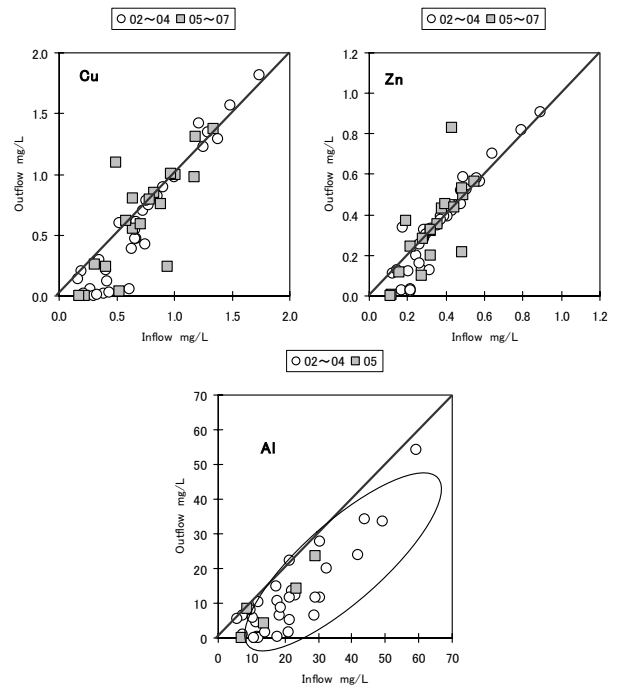 ○ 02～04 ■ 05～07
2.0
1.5
1.0
0.5
0.0
Outflow mg/L
Cu
0.0 0.5 1.0 1.5 2.0
Inflow mg/L
○ 02～04 ■ 05～07
1.2
1.0
0.8
0.6
0.4
0.2
0.0
Outflow mg/L
Zn
0.0 0.2 0.4 0.6 0.8 1.0 1.2
Inflow mg/L
○ 02～04 ■ 05
70
60
50
40
30
20
10
0
Outflow mg/L
Al
0 10 20 30 40 50 60 70
Inflow mg/L